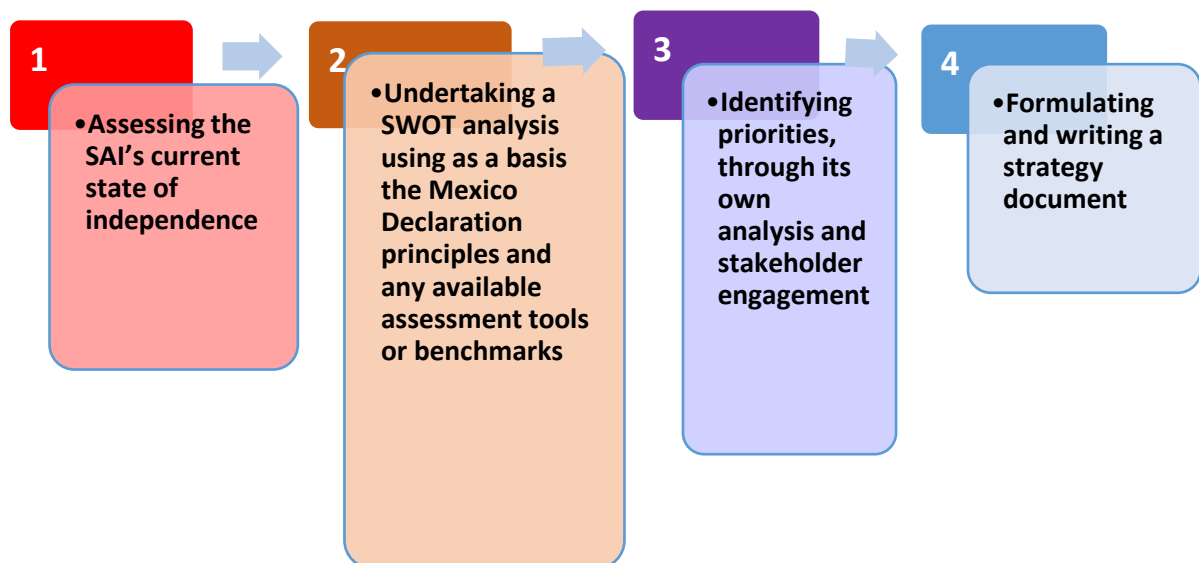 1
•Assessing the
SAI’s current
state of
independence
2
•Undertaking a
SWOT analysis
using as a basis
the Mexico
Declaration
principles and
any available
assessment tools
or benchmarks
3
•Identifying
priorities,
through its
own
analysis and
stakeholder
engagement
4
•Formulating
and writing a
strategy
document